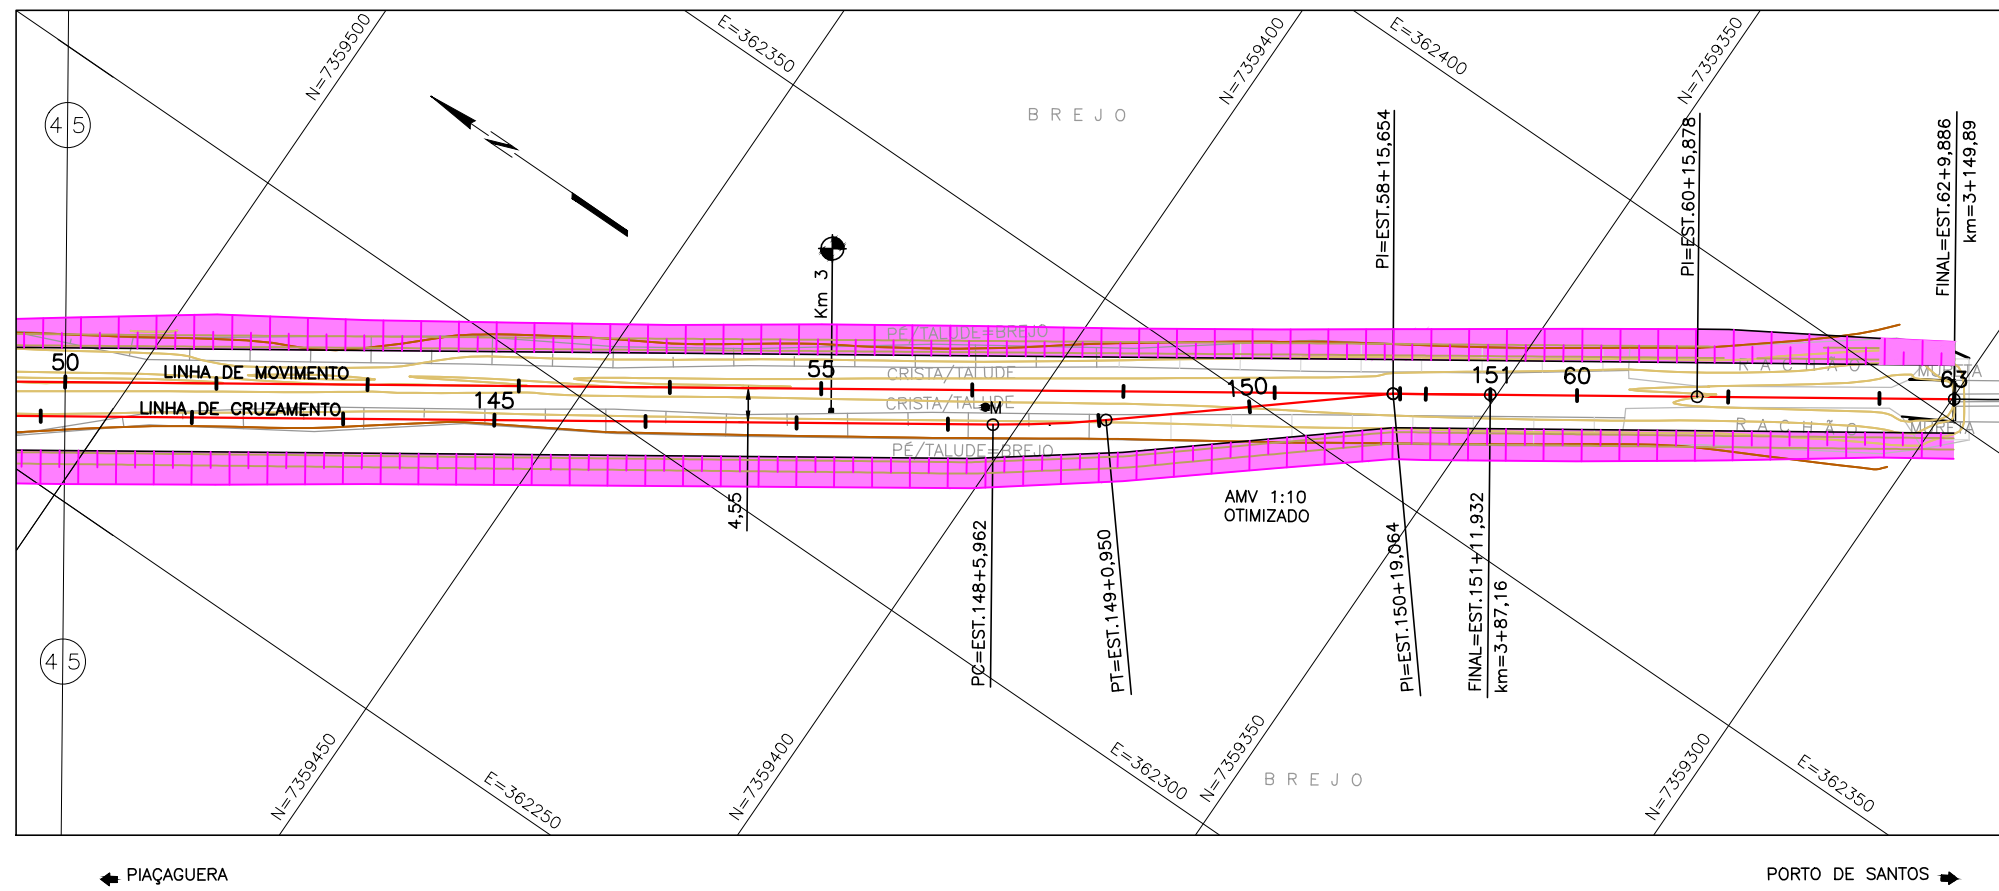 N=7359500
E=362350
N=7359400
E=362400
N=7359350
45
N
BREJO
PI=EST.58+15,654
PI=EST.60+15,878
FINAL=EST.62+9,886
km=3+149,89
Km 3
PÉ/TALUDE=BREJO
50
LINHA DE MOVIMENTO
55
CRISTA/TALUDE
150
151
60
RACHÃO
63
LINHA DE CRUZAMENTO
145
CRISTA/TALUDE
M
RACHÃO
MURETA
PÉ/TALUDE=BREJO
4,55
AMV 1:10
OTIMIZADO
PC=EST.148+5,962
PT=EST.149+0,950
PI=EST.150+19,064
FINAL=EST.151+11,932
km=3+87,16
45
N=7359450
E=362250
N=7359400
E=362300
N=7359350
BREJO
N=7359300
E=362350
PIAÇAGUERA
PORTO DE SANTOS